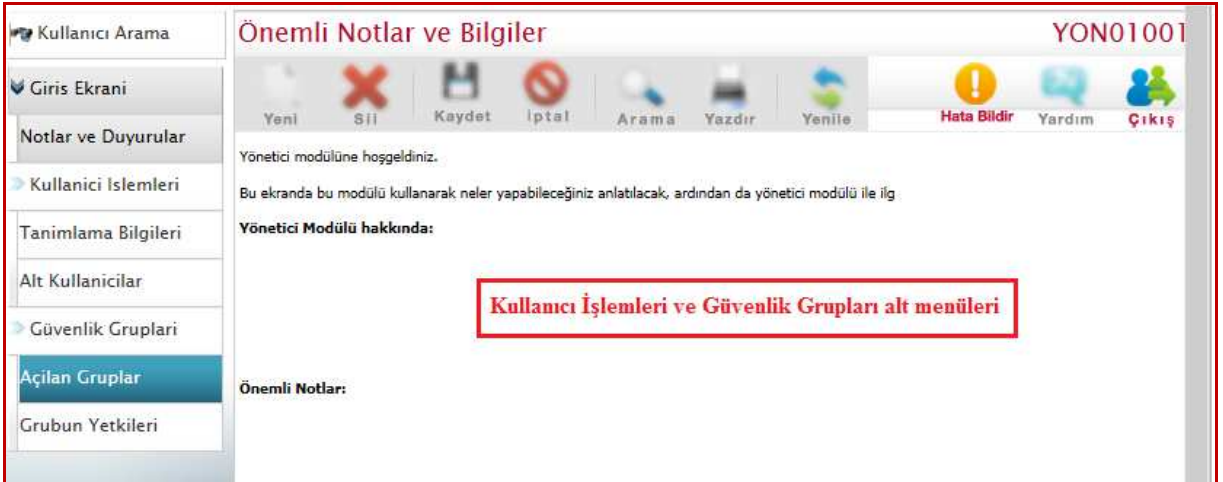 Kullanıcı Arama
Giris Ekrani
Notlar ve Duyurular
Kullanici Islemleri
Tanimlama Bilgileri
Alt Kullanicilar
Güvenlik Gruplari
Açilan Gruplar
Grubun Yetkileri
Önemli Notlar ve Bilgiler YON01001
Yeni Sil Kaydet İptal Arama Yazdır Yenile Hata Bildir Yardım Çıkış
Yönetici modülüne hoşgeldiniz.
Bu ekranda bu modülü kullanarak neler yapabileceğiniz anlatılacak, ardından da yönetici modülü ile ilg
Yönetici Modülü hakkında:
Kullanıcı İşlemleri ve Güvenlik Grupları alt menüleri
Önemli Notlar: